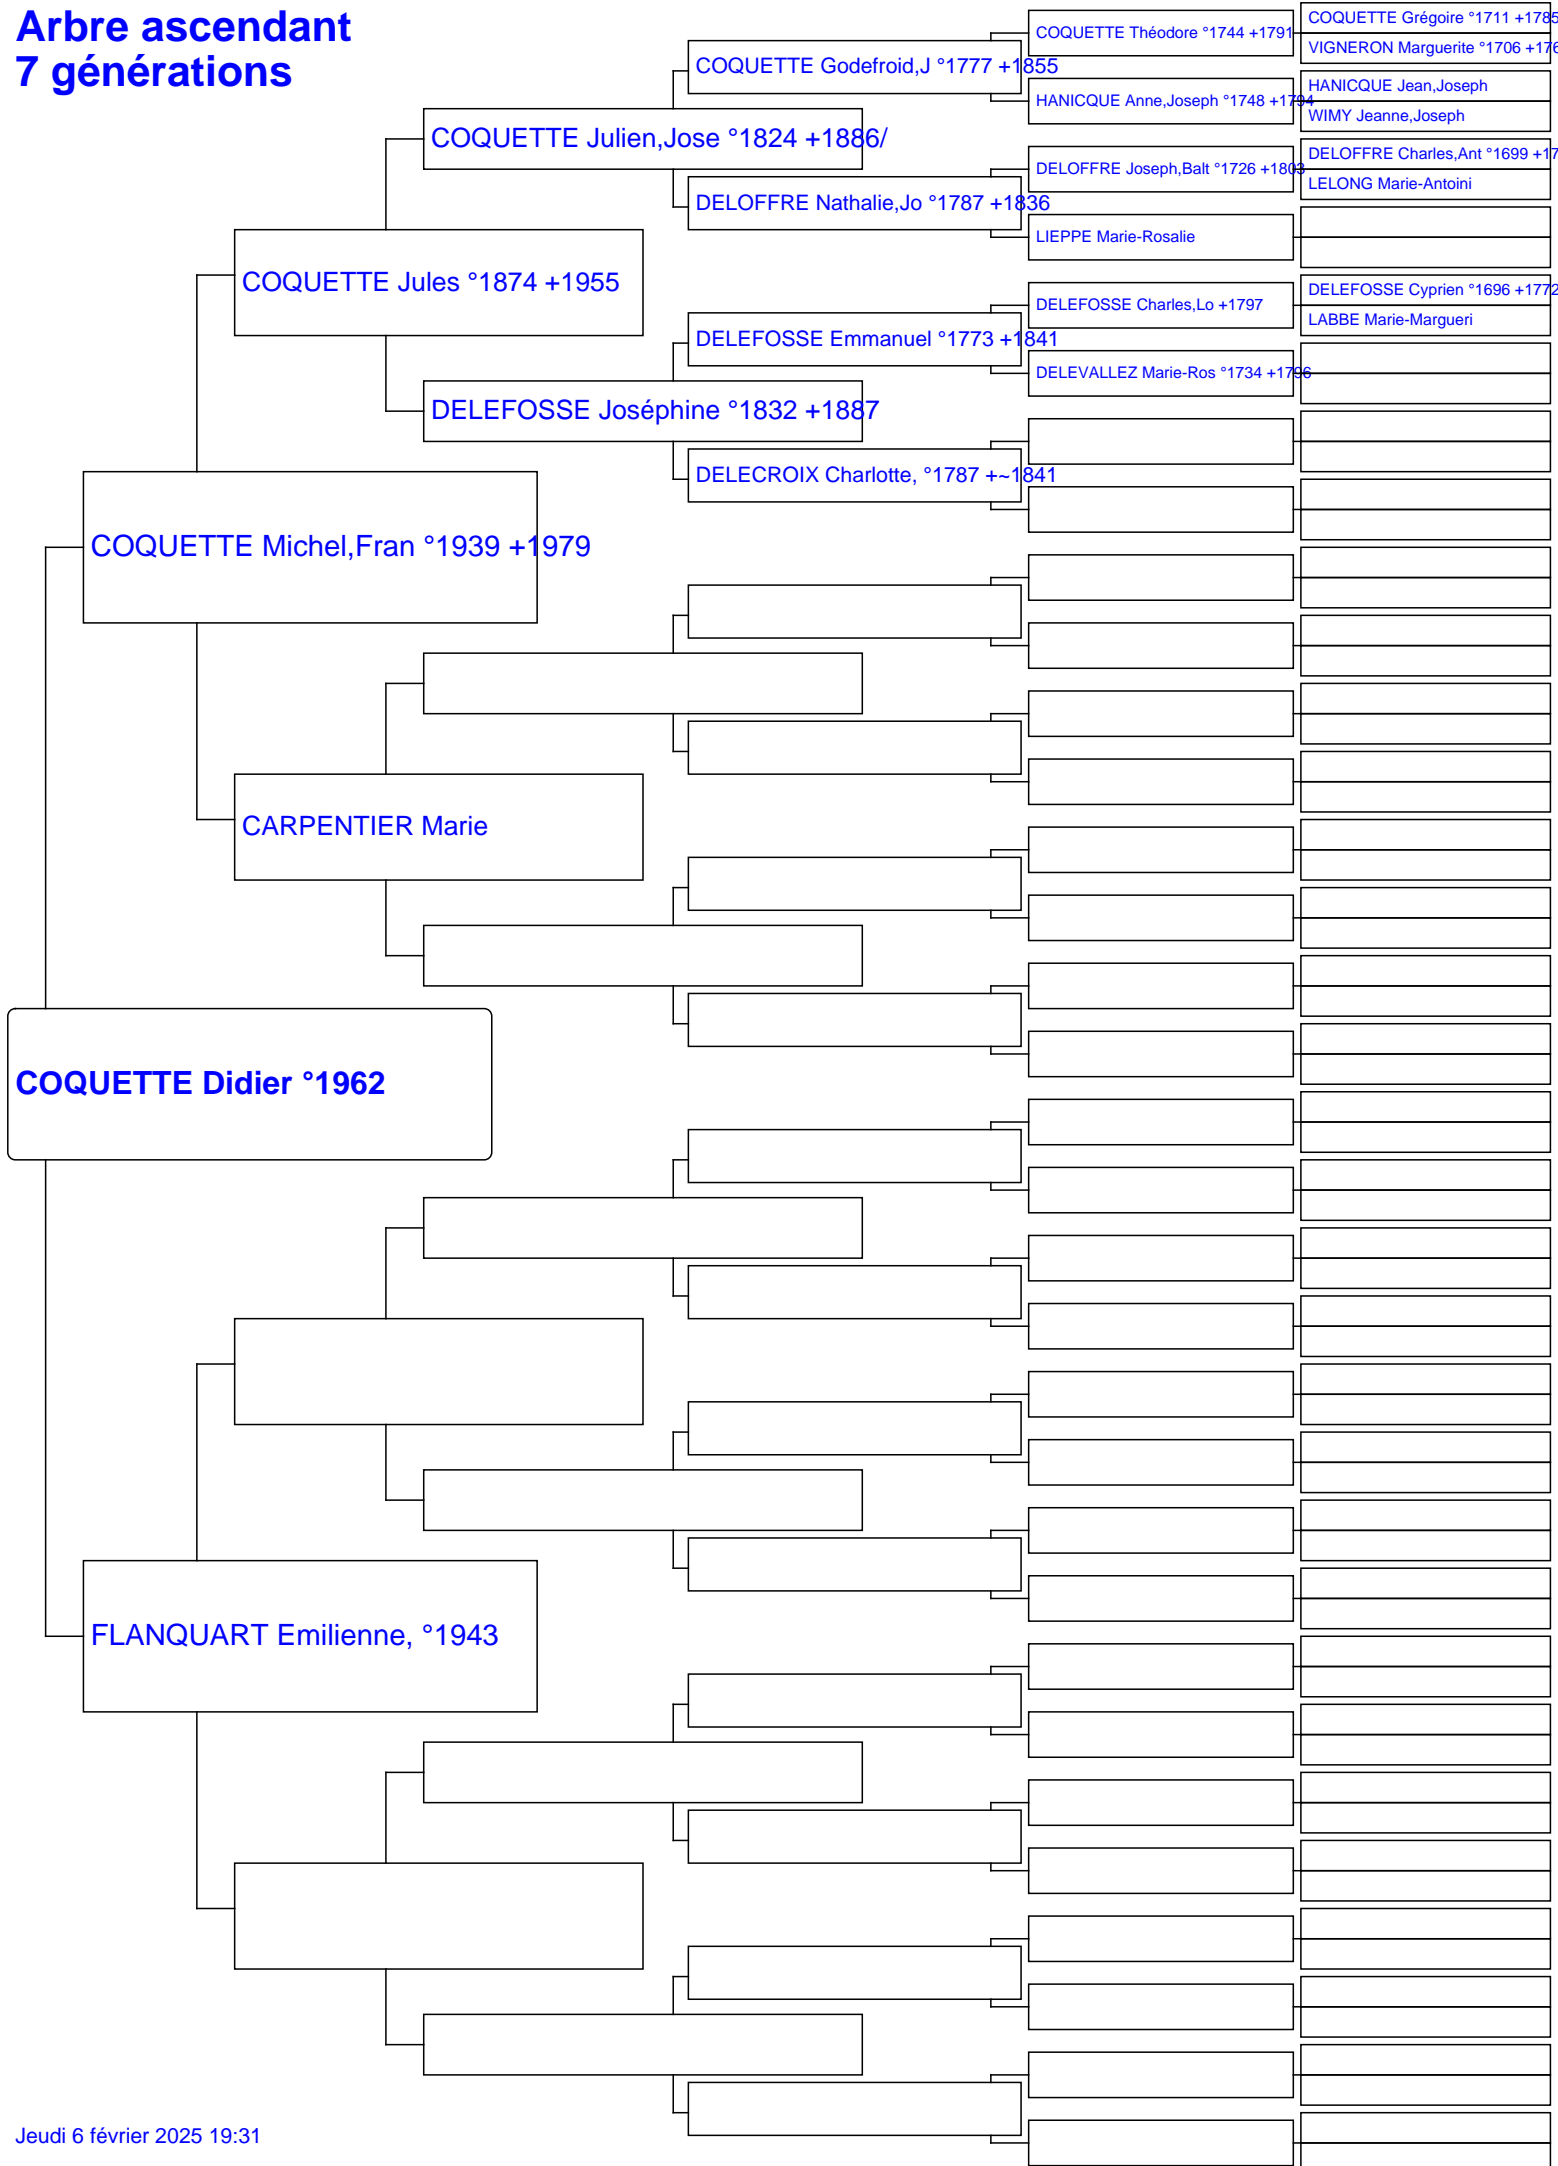 Arbre ascendant
7 générations
COQUETTE Grégoire °1711 +1785
COQUETTE Théodore °1744 +1791
VIGNERON Marguerite °1706
COQUETTE Godefroid,J °1777 +1855
HANICQUE Jean,Joseph
HANICQUE Anne,Joseph °1748 +1794
WIMY Jeanne,Joseph
COQUETTE Julien,Jose °1824 +1886/
DELOFFRE Charles,Ant °1699
DELOFFRE Joseph,Balt °1726 +1803
LELONG Marie-Antoini
DELOFFRE Nathalie,Jo °1787 +1836
LIEPPE Marie-Rosalie
COQUETTE Jules °1874 +1955
DELEFOSSE Cyprien °1696 +1772
DELEFOSSE Charles,Lo +1797
LABBE Marie-Margueri
DELEFOSSE Emmanuel °1773 +1841
DELEVALLEZ Marie-Ros °1734 +1796
DELEFOSSE Joséphine °1832 +1887
DELECROIX Charlotte, °1787 +~1841
COQUETTE Michel,Fran °1939 +1979
CARPENTIER Marie
COQUETTE Didier °1962
FLANQUART Emilienne, °1943
Jeudi 6 février 2025 19:31